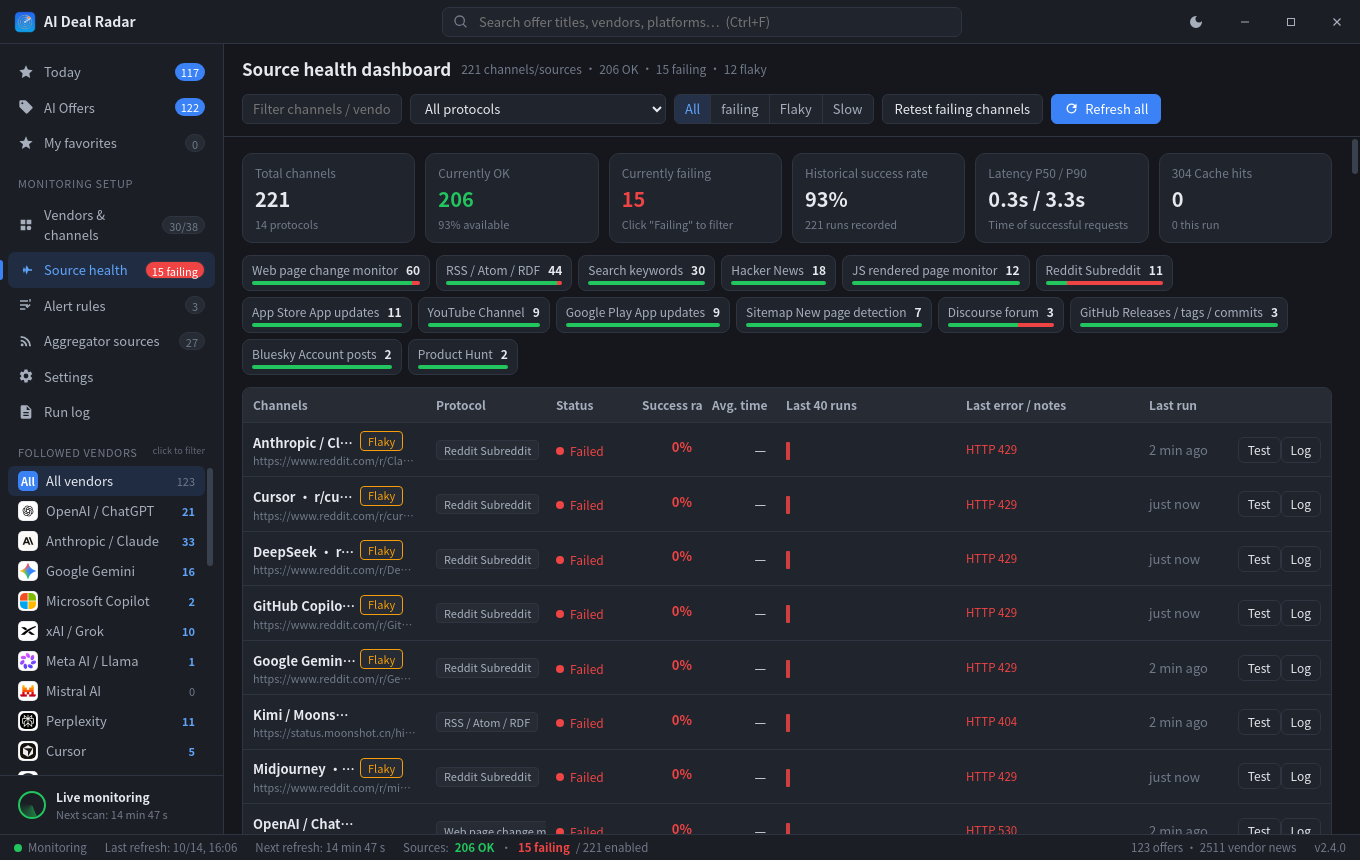 AI Deal Radar
Search offer titles, vendors, platforms… (Ctrl+F)
Today 117
AI Offers 122
My favorites 0
MONITORING SETUP
Vendors & channels 30/38
Source health 15 failing
Alert rules 3
Aggregator sources 27
Settings
Run log
FOLLOWED VENDORS click to filter
All All vendors 123
OpenAI / ChatGPT 21
Anthropic / Claude 33
Google Gemini 16
Microsoft Copilot 2
xAI / Grok 10
Meta AI / Llama 1
Mistral AI 0
Perplexity 11
Cursor 5
Live monitoring
Next scan: 14 min 47 s
Source health dashboard 221 channels/sources · 206 OK · 15 failing · 12 flaky
Filter channels / vendo All protocols All failing Flaky Slow Retest failing channels Refresh all
Total channels
221
14 protocols
Currently OK
206
93% available
Currently failing
15
Click "Failing" to filter
Historical success rate
93%
221 runs recorded
Latency P50 / P90
0.3s / 3.3s
Time of successful requests
304 Cache hits
0
0 this run
Web page change monitor 60 RSS / Atom / RDF 44 Search keywords 30 Hacker News 18 JS rendered page monitor 12 Reddit Subreddit 11
App Store App updates 11 YouTube Channel 9 Google Play App updates 9 Sitemap New page detection 7 Discourse forum 3 GitHub Releases / tags / commits 3
Bluesky Account posts 2 Product Hunt 2
Channels Protocol Status Success ra Avg. time Last 40 runs Last error / notes Last run
Anthropic / Cl… Flaky Reddit Subreddit Failed 0% — HTTP 429 2 min ago Test Log
https://www.reddit.com/r/Cla…
Cursor · r/cu… Flaky Reddit Subreddit Failed 0% — HTTP 429 just now Test Log
https://www.reddit.com/r/cur…
DeepSeek · r… Flaky Reddit Subreddit Failed 0% — HTTP 429 just now Test Log
https://www.reddit.com/r/De…
GitHub Copilo… Flaky Reddit Subreddit Failed 0% — HTTP 429 just now Test Log
https://www.reddit.com/r/Git…
Google Gemin… Flaky Reddit Subreddit Failed 0% — HTTP 429 2 min ago Test Log
https://www.reddit.com/r/Ge…
Kimi / Moons… RSS / Atom / RDF Failed 0% — HTTP 404 2 min ago Test Log
https://status.moonshot.cn/hi…
Midjourney · … Flaky Reddit Subreddit Failed 0% — HTTP 429 just now Test Log
https://www.reddit.com/r/mi…
OpenAI / Chat… Web page change m Failed 0% — HTTP 530 2 min ago Test Log
Monitoring Last refresh: 10/14, 16:06 Next refresh: 14 min 47 s Sources: 206 OK · 15 failing / 221 enabled 123 offers · 2511 vendor news v2.4.0